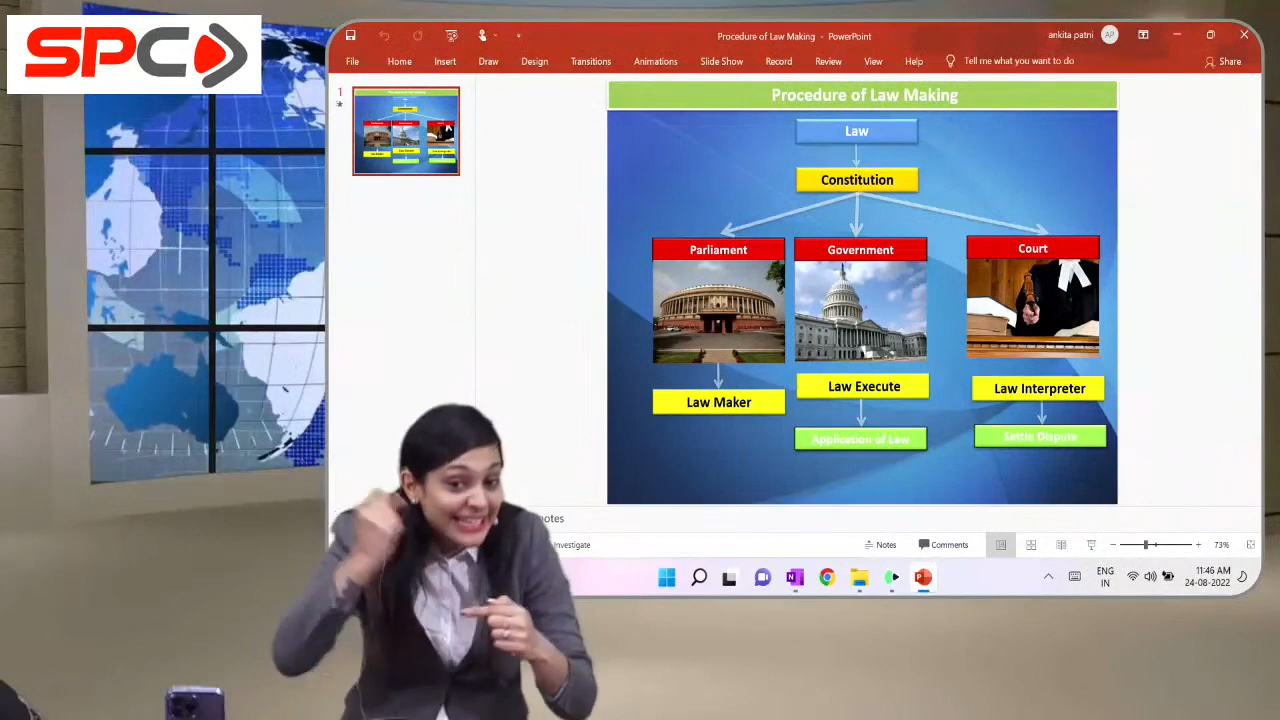 SPC
Procedure of Law Making - PowerPoint
ankita patni
AP
File Home Insert Draw Design Transitions Animations Slide Show Record Review View Help Tell me what you want to do Share
1
Procedure of Law Making
Law
Constitution
Parliament Government Court
Law Maker
Law Execute
Law Interpreter
Application of Law
Settle Dispute
notes
Investigate
Notes
Comments
73%
ENG
IN
11:46 AM
24-08-2022